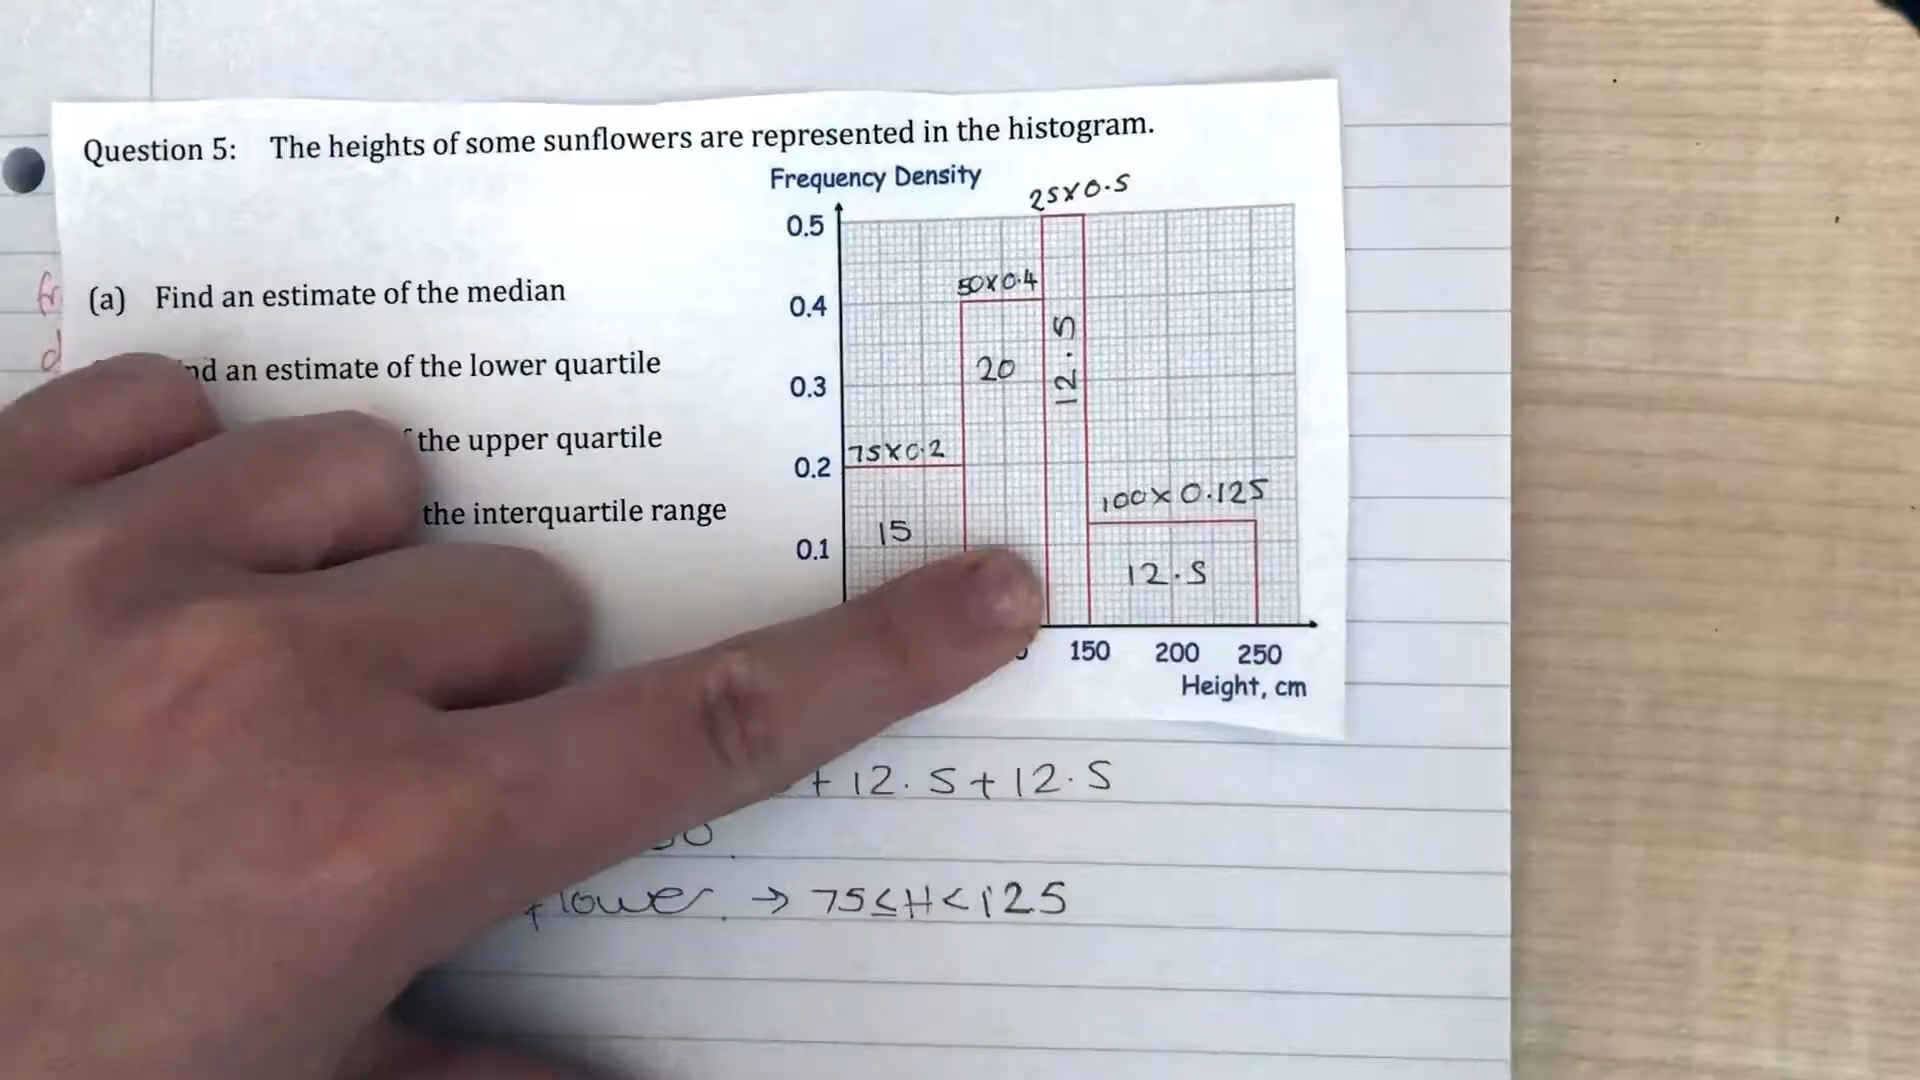 Question 5: The heights of some sunflowers are represented in the histogram.
Frequency Density
25×0.5
0.5
50×0.4
(a) Find an estimate of the median
0.4
12.5
an estimate of the lower quartile
20
0.3
the upper quartile
75×0.2
0.2
100×0.125
the interquartile range
15
0.1
12.5
150 200 250
Height, cm
+ 12.5 + 12.5
→ 75≤H<125